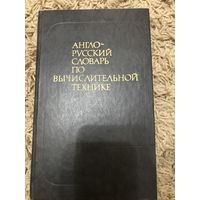 АНГЛО-
РУССКИЙ
СЛОВАРЬ
ПО
ВЫЧИСЛИТЕЛЬНОЙ
ТЕХНИКЕ